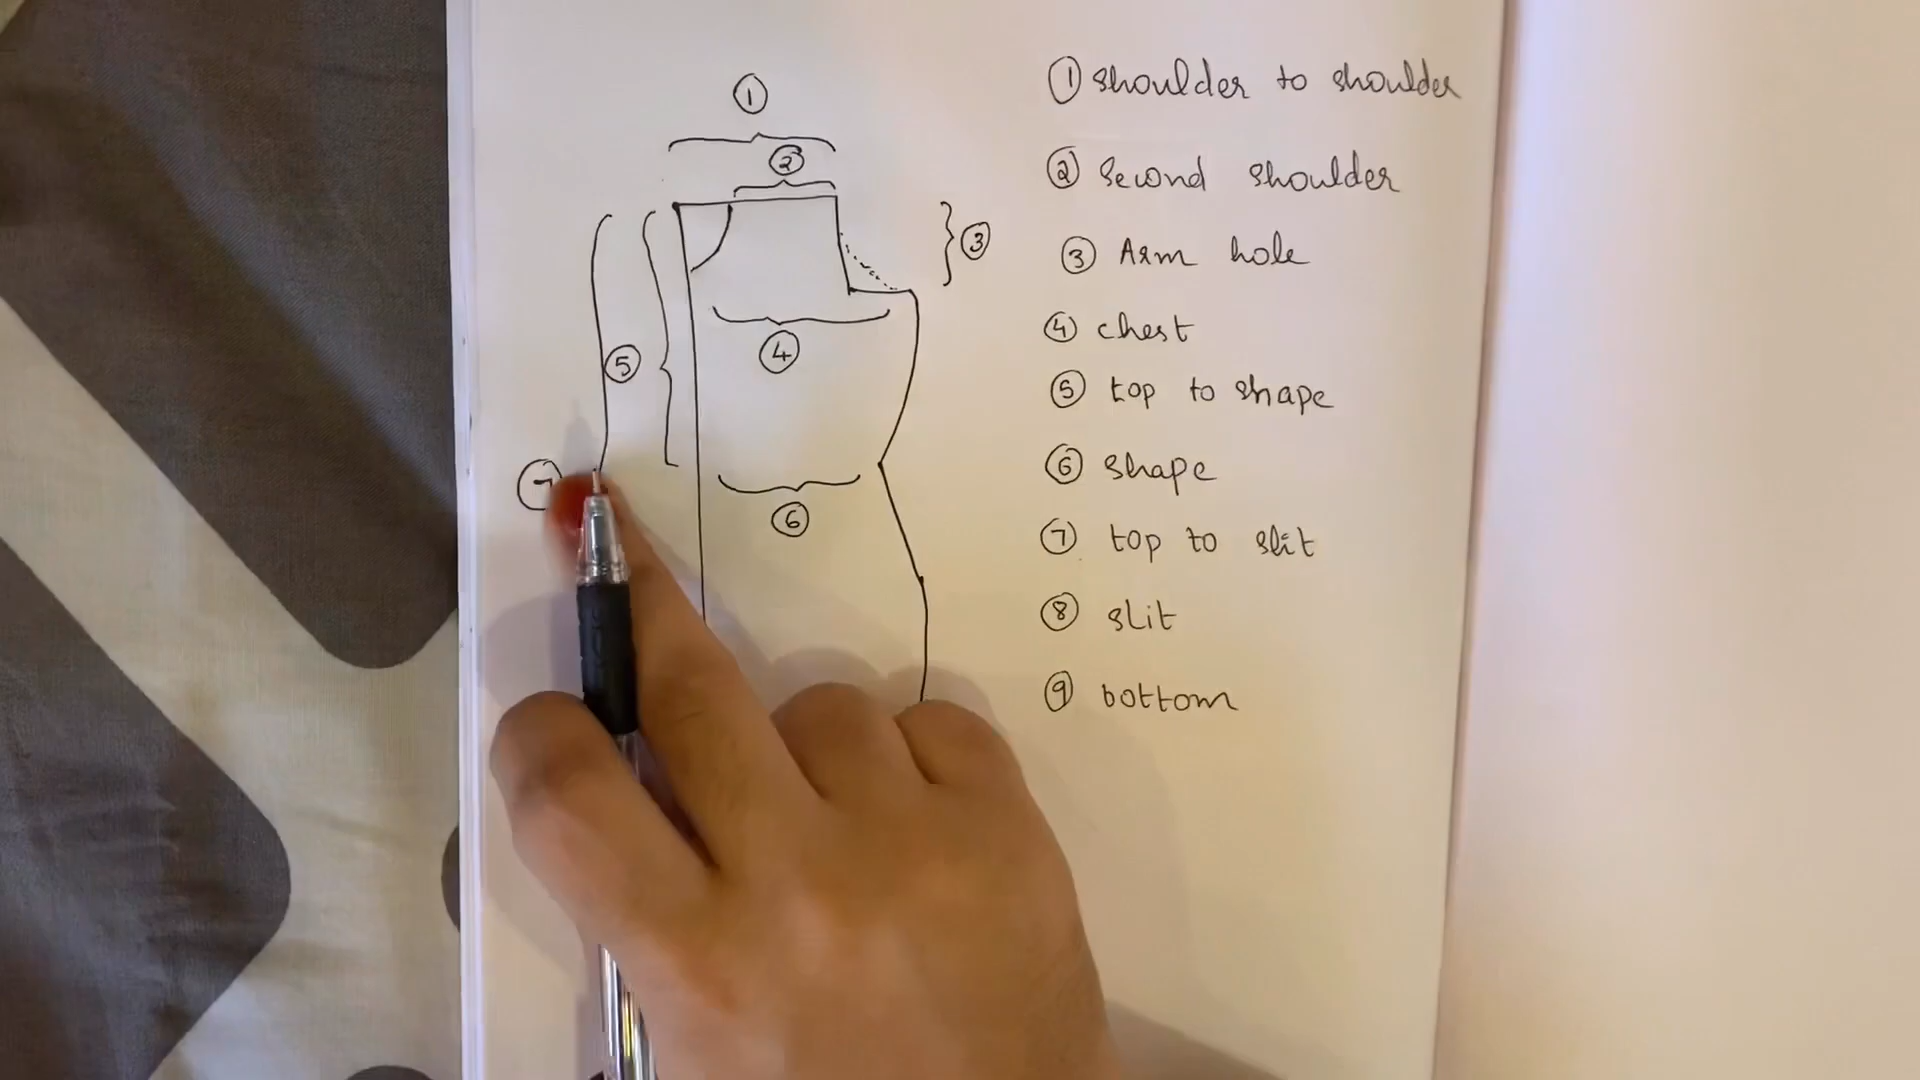 ①
②
③
④
⑤
⑥
⑦
① shoulder to shoulder
② Second shoulder
③ Arm hole
④ chest
⑤ top to shape
⑥ shape
⑦ top to slit
⑧ slit
⑨ bottom